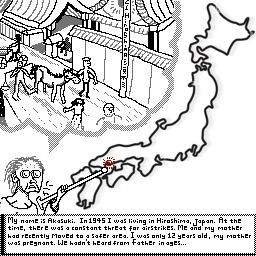 My name is Akosuki. In 1945 I was living in Hiroshima, Japan. At the
time, there was a constant threat for airstrikes. Me and my mother
had recently moved to a safer area. I was only 12 years old, my mother
was pregnant. We hadn't heard from father in ages...